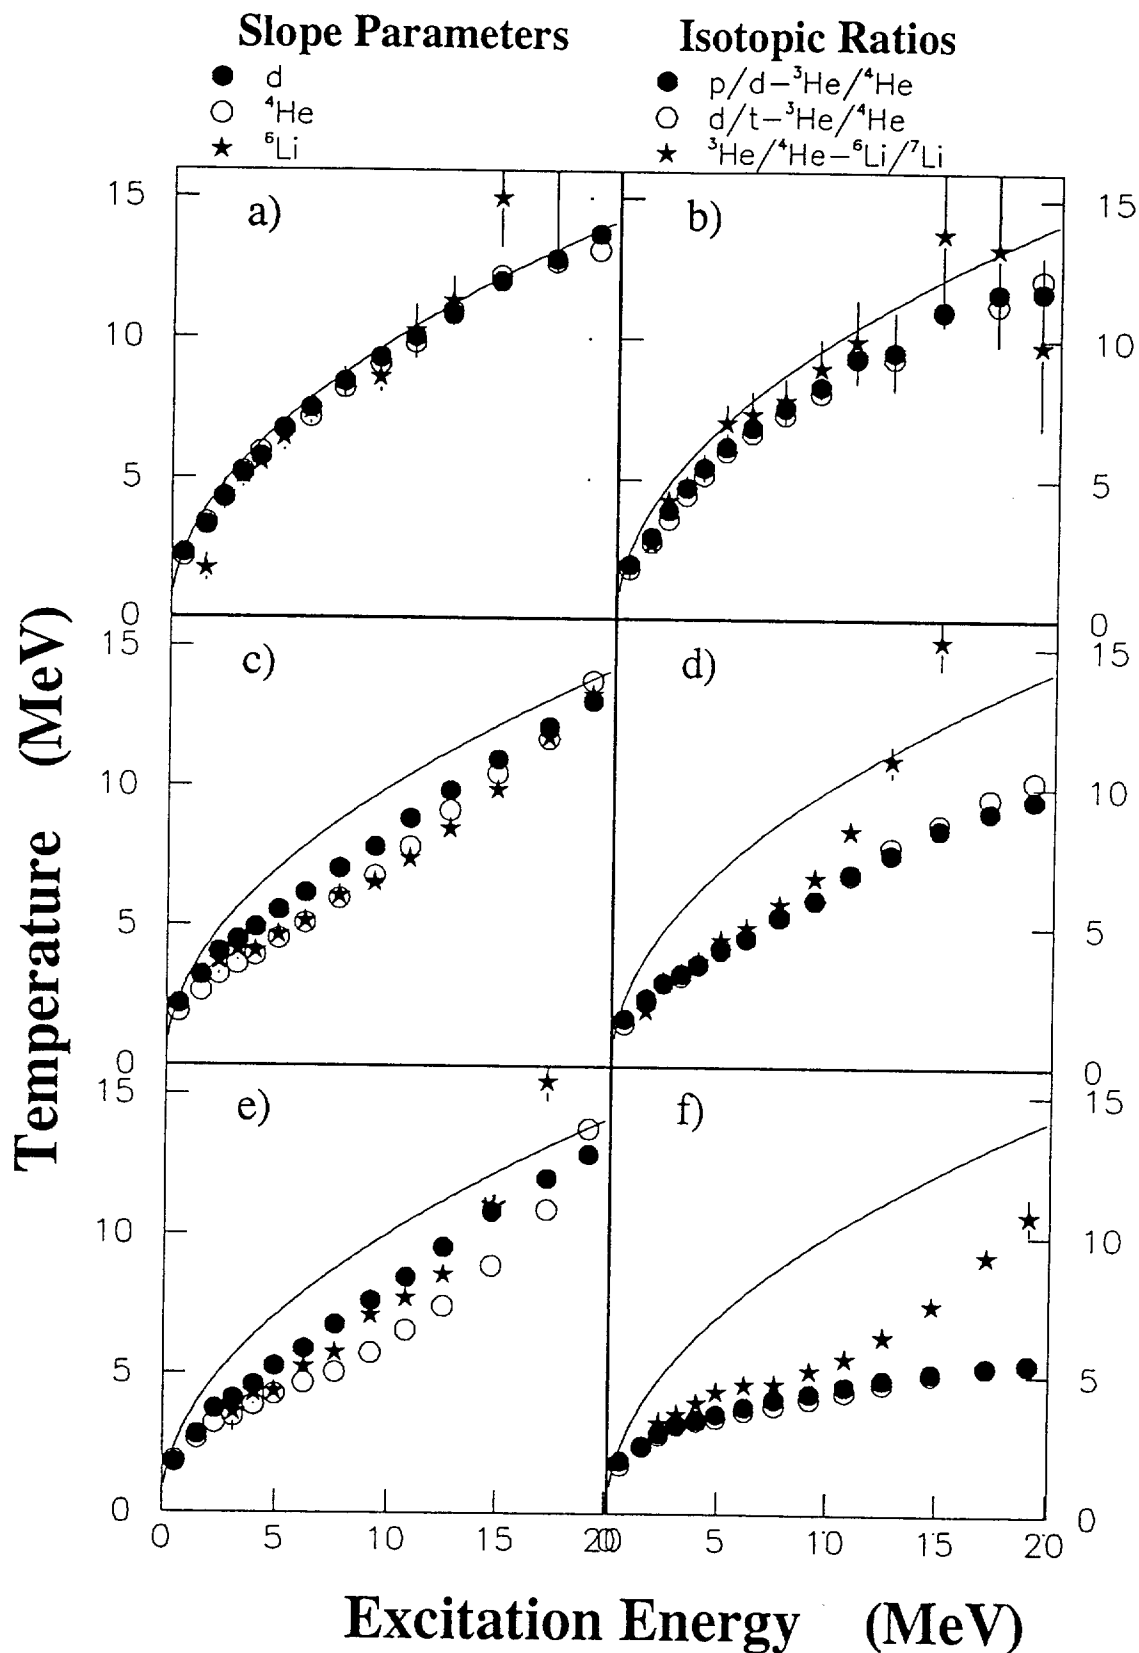 Slope Parameters Isotopic Ratios
● d ● p/d-³He/⁴He
○ ⁴He ○ d/t-³He/⁴He
★ ⁶Li ★ ³He/⁴He-⁶Li/⁷Li
15 a) b) 15
10 10
5 5
0 0
15 c) d) 15
10 10
5 5
0 0
15 e) f) 15
10 10
5 5
0 0
0 5 10 15 20 0 5 10 15 20
Temperature (MeV)
Excitation Energy (MeV)